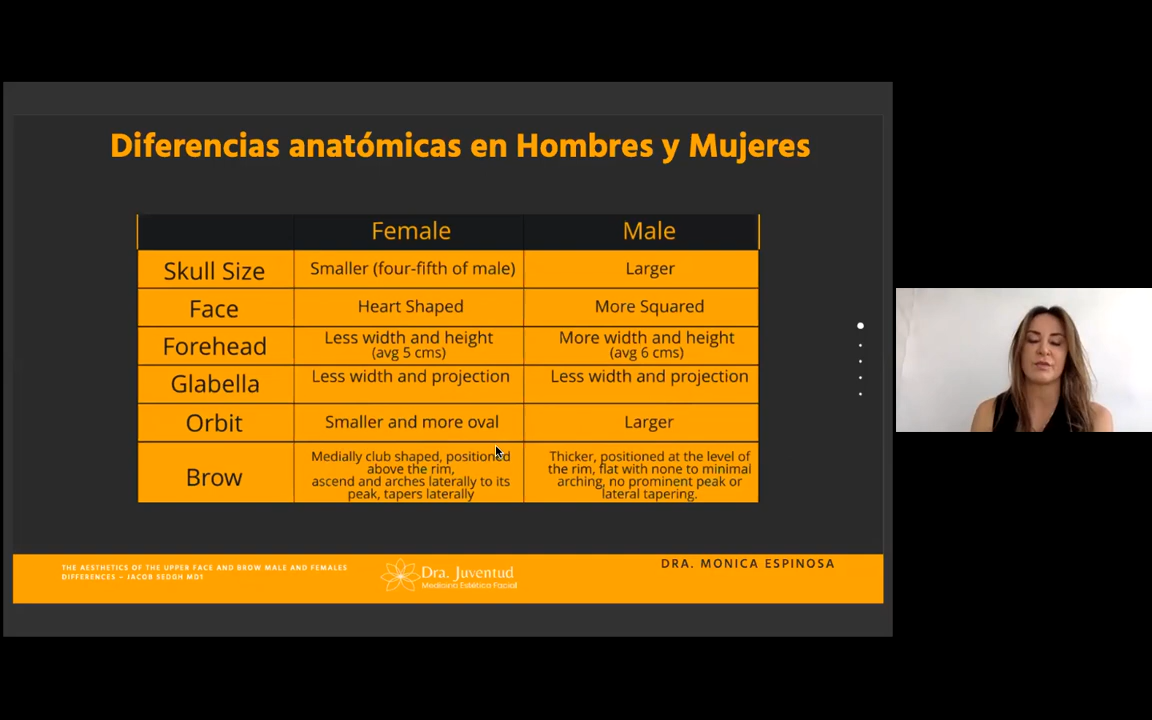 Diferencias anatómicas en Hombres y Mujeres
Female Male
Skull Size Smaller (four-fifth of male) Larger
Face Heart Shaped More Squared
Forehead Less width and height More width and height
(avg 5 cms) (avg 6 cms)
Glabella Less width and projection Less width and projection
Orbit Smaller and more oval Larger
Brow
Medially club shaped, positioned
above the rim,
ascend and arches laterally to its
peak, tapers laterally
Thicker, positioned at the level of
the rim, flat with none to minimal
arching, no prominent peak or
lateral tapering.
THE AESTHETICS OF THE UPPER FACE AND BROW MALE AND FEMALES
DIFFERENCES – JACOB SEDGH MD1
Dra. Juventud
Medicina Estética Facial
DRA. MONICA ESPINOSA